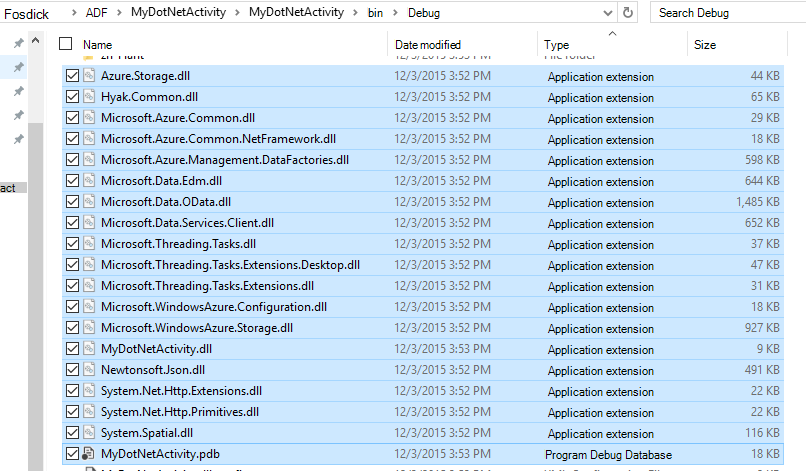 Fosdick > ADF > MyDotNetActivity > MyDotNetActivity > bin > Debug Search Debug
Name Date modified Type Size
Azure.Storage.dll 12/3/2015 3:52 PM Application extension 44 KB
Hyak.Common.dll 12/3/2015 3:52 PM Application extension 65 KB
Microsoft.Azure.Common.dll 12/3/2015 3:52 PM Application extension 29 KB
Microsoft.Azure.Common.NetFramework.dll 12/3/2015 3:52 PM Application extension 18 KB
Microsoft.Azure.Management.DataFactories.dll 12/3/2015 3:52 PM Application extension 598 KB
Microsoft.Data.Edm.dll 12/3/2015 3:52 PM Application extension 644 KB
Microsoft.Data.OData.dll 12/3/2015 3:52 PM Application extension 1,485 KB
Microsoft.Data.Services.Client.dll 12/3/2015 3:52 PM Application extension 652 KB
Microsoft.Threading.Tasks.dll 12/3/2015 3:52 PM Application extension 37 KB
Microsoft.Threading.Tasks.Extensions.Desktop.dll 12/3/2015 3:52 PM Application extension 47 KB
act Microsoft.Threading.Tasks.Extensions.dll 12/3/2015 3:52 PM Application extension 31 KB
Microsoft.WindowsAzure.Configuration.dll 12/3/2015 3:52 PM Application extension 18 KB
Microsoft.WindowsAzure.Storage.dll 12/3/2015 3:52 PM Application extension 927 KB
MyDotNetActivity.dll 12/3/2015 3:53 PM Application extension 9 KB
Newtonsoft.Json.dll 12/3/2015 3:52 PM Application extension 491 KB
System.Net.Http.Extensions.dll 12/3/2015 3:52 PM Application extension 22 KB
System.Net.Http.Primitives.dll 12/3/2015 3:52 PM Application extension 22 KB
System.Spatial.dll 12/3/2015 3:52 PM Application extension 116 KB
MyDotNetActivity.pdb 12/3/2015 3:53 PM Program Debug Database 18 KB